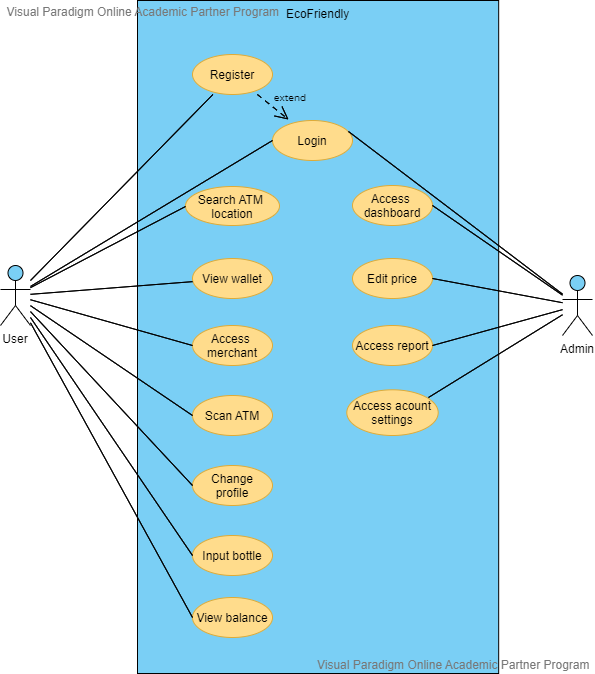 Visual Paradigm Online Academic Partner Program
EcoFriendly
Register
extend
Login
Search ATM
location
Access
dashboard
View wallet
Edit price
User
Admin
Access
merchant
Access report
Scan ATM
Access acount
settings
Change
profile
Input bottle
View balance
Visual Paradigm Online Academic Partner Program